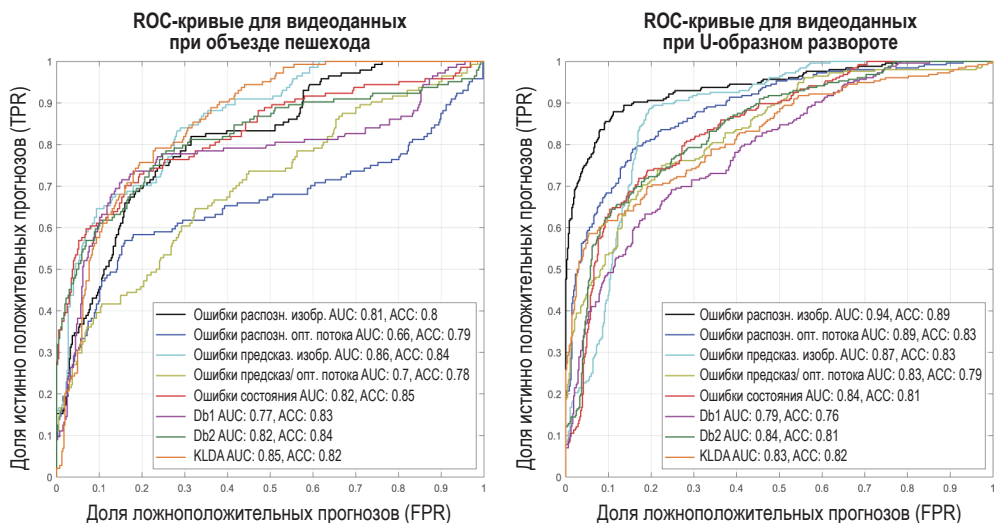 ROC-кривые для видеоданных
при объезде пешехода
Доля истинно положительных прогнозов (TPR)
1
0.9
0.8
0.7
0.6
0.5
0.4
0.3
0.2
0.1
0
Ошибки распозн. изобр. AUC: 0.81, ACC: 0.8
Ошибки распозн. опт. потока AUC: 0.66, ACC: 0.79
Ошибки предсказ. изобр. AUC: 0.86, ACC: 0.84
Ошибки предсказ/ опт. потока AUC: 0.7, ACC: 0.78
Ошибки состояния AUC: 0.82, ACC: 0.85
Db1 AUC: 0.77, ACC: 0.83
Db2 AUC: 0.82, ACC: 0.84
KLDA AUC: 0.85, ACC: 0.82
0 0.1 0.2 0.3 0.4 0.5 0.6 0.7 0.8 0.9 1
Доля ложноположительных прогнозов (FPR)
ROC-кривые для видеоданных
при U-образном развороте
Доля истинно положительных прогнозов (TPR)
1
0.9
0.8
0.7
0.6
0.5
0.4
0.3
0.2
0.1
0
Ошибки распозн. изобр. AUC: 0.94, ACC: 0.89
Ошибки распозн. опт. потока AUC: 0.89, ACC: 0.83
Ошибки предсказ. изобр. AUC: 0.87, ACC: 0.83
Ошибки предсказ/ опт. потока AUC: 0.83, ACC: 0.79
Ошибки состояния AUC: 0.84, ACC: 0.81
Db1 AUC: 0.79, ACC: 0.76
Db2 AUC: 0.84, ACC: 0.81
KLDA AUC: 0.83, ACC: 0.82
0 0.1 0.2 0.3 0.4 0.5 0.6 0.7 0.8 0.9 1
Доля ложноположительных прогнозов (FPR)